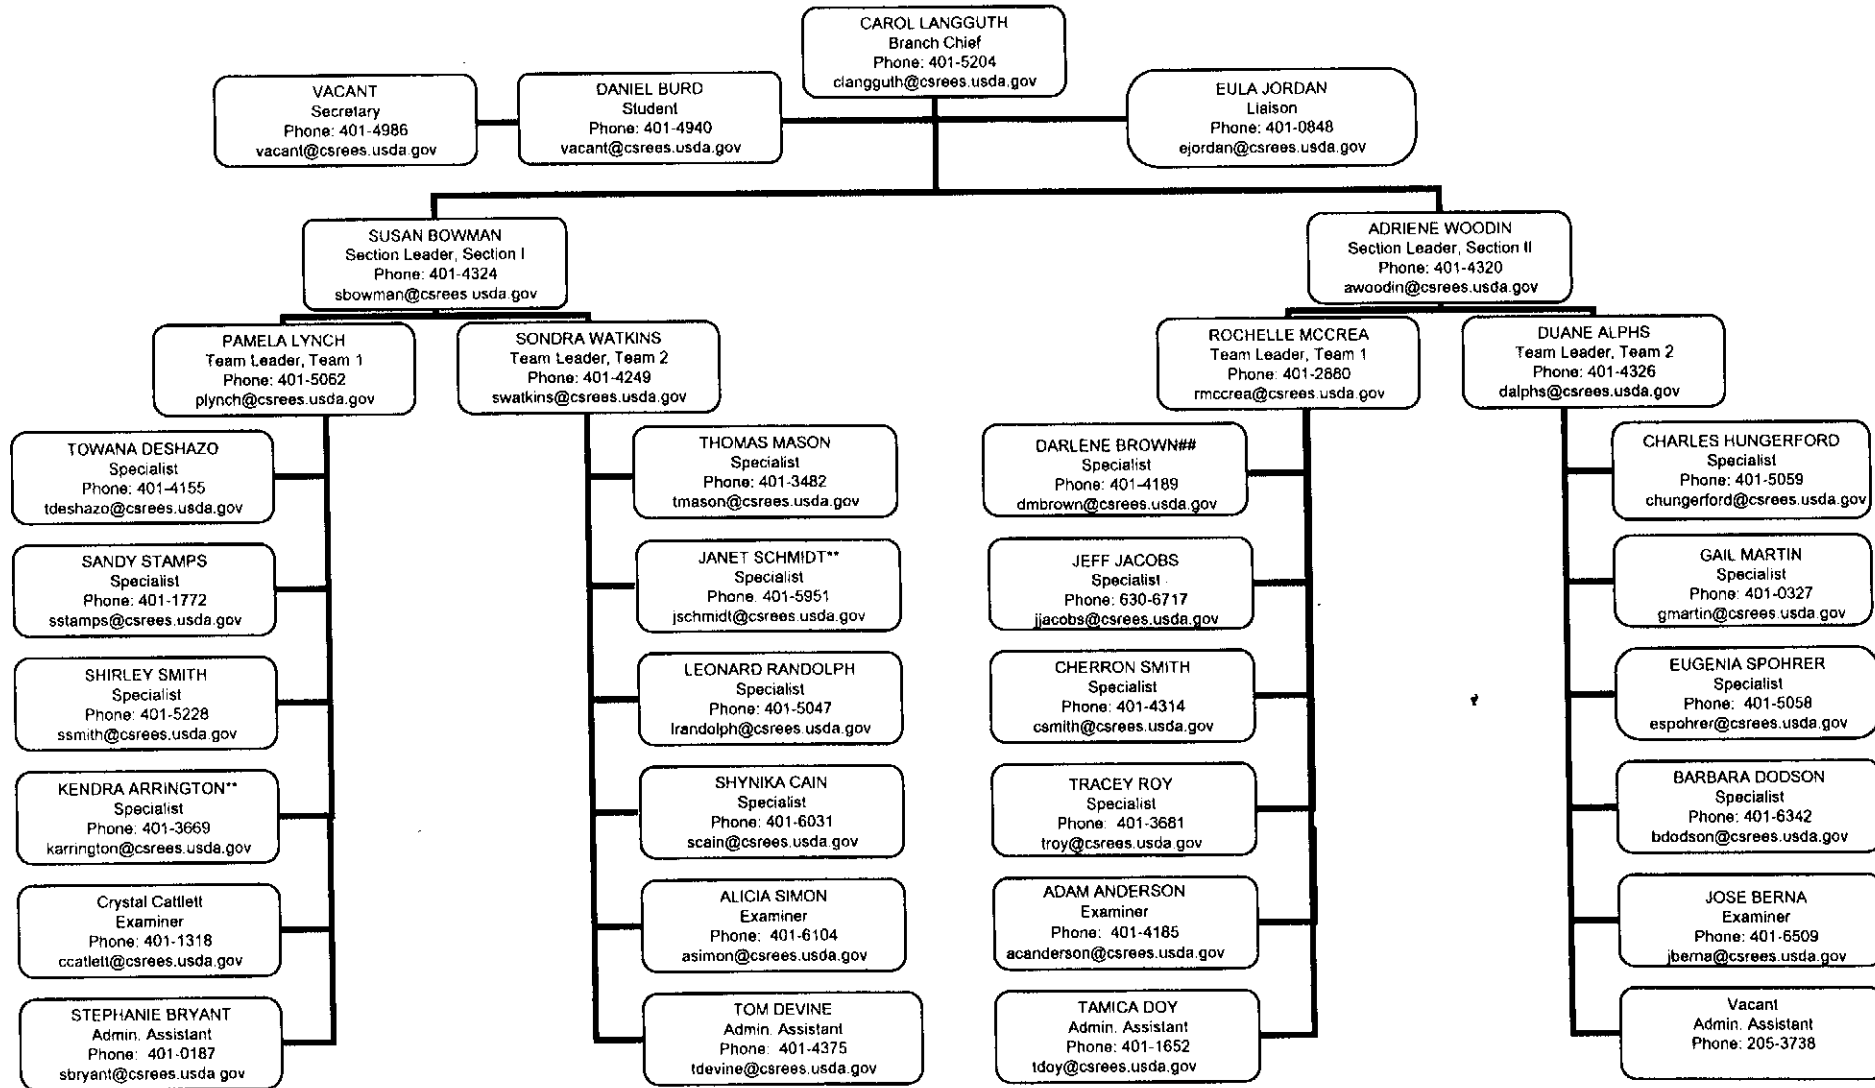 CAROL LANGGUTH
Branch Chief
Phone: 401-5204
clangguth@csrees.usda.gov
VACANT
Secretary
Phone: 401-4986
vacant@csrees.usda.gov
DANIEL BURD
Student
Phone: 401-4940
vacant@csrees.usda.gov
EULA JORDAN
Liaison
Phone: 401-0848
ejordan@csrees.usda.gov
SUSAN BOWMAN
Section Leader, Section I
Phone: 401-4324
sbowman@csrees usda.gov
ADRIENE WOODIN
Section Leader, Section II
Phone: 401-4320
awoodin@csrees.usda.gov
PAMELA LYNCH
Team Leader, Team 1
Phone: 401-5062
plynch@csrees.usda.gov
SONDRA WATKINS
Team Leader, Team 2
Phone: 401-4249
swatkins@csrees.usda.gov
ROCHELLE MCCREA
Team Leader, Team 1
Phone: 401-2880
rmccrea@csrees.usda.gov
DUANE ALPHS
Team Leader, Team 2
Phone: 401-4326
dalphs@csrees.usda.gov
TOWANA DESHAZO
Specialist
Phone: 401-4155
tdeshazo@csrees.usda.gov
SANDY STAMPS
Specialist
Phone: 401-1772
sstamps@csrees.usda.gov
SHIRLEY SMITH
Specialist
Phone: 401-5228
ssmith@csrees.usda.gov
KENDRA ARRINGTON**
Specialist
Phone: 401-3669
karrington@csrees.usda.gov
Crystal Cattlett
Examiner
Phone: 401-1318
ccatlett@csrees.usda.gov
STEPHANIE BRYANT
Admin. Assistant
Phone: 401-0187
sbryant@csrees.usda gov
THOMAS MASON
Specialist
Phone: 401-3482
tmason@csrees.usda.gov
JANET SCHMIDT**
Specialist
Phone: 401-5951
jschmidt@csrees.usda.gov
LEONARD RANDOLPH
Specialist
Phone: 401-5047
lrandolph@csrees.usda.gov
SHYNIKA CAIN
Specialist
Phone: 401-6031
scain@csrees.usda.gov
ALICIA SIMON
Examiner
Phone: 401-6104
asimon@csrees.usda.gov
TOM DEVINE
Admin. Assistant
Phone: 401-4375
tdevine@csrees.usda.gov
DARLENE BROWN##
Specialist
Phone: 401-4189
dmbrown@csrees.usda.gov
JEFF JACOBS
Specialist
Phone: 630-6717
jjacobs@csrees.usda.gov
CHERRON SMITH
Specialist
Phone: 401-4314
csmith@csrees.usda.gov
TRACEY ROY
Specialist
Phone: 401-3681
troy@csrees.usda.gov
ADAM ANDERSON
Examiner
Phone: 401-4185
acanderson@csrees.usda.gov
TAMICA DOY
Admin. Assistant
Phone: 401-1652
tdoy@csrees.usda.gov
CHARLES HUNGERFORD
Specialist
Phone: 401-5059
chungerford@csrees.usda.gov
GAIL MARTIN
Specialist
Phone: 401-0327
gmartin@csrees.usda.gov
EUGENIA SPOHRER
Specialist
Phone: 401-5058
espohrer@csrees.usda.gov
BARBARA DODSON
Specialist
Phone: 401-6342
bdodson@csrees.usda.gov
JOSE BERNA
Examiner
Phone: 401-6509
jberna@csrees.usda.gov
Vacant
Admin. Assistant
Phone: 205-3738